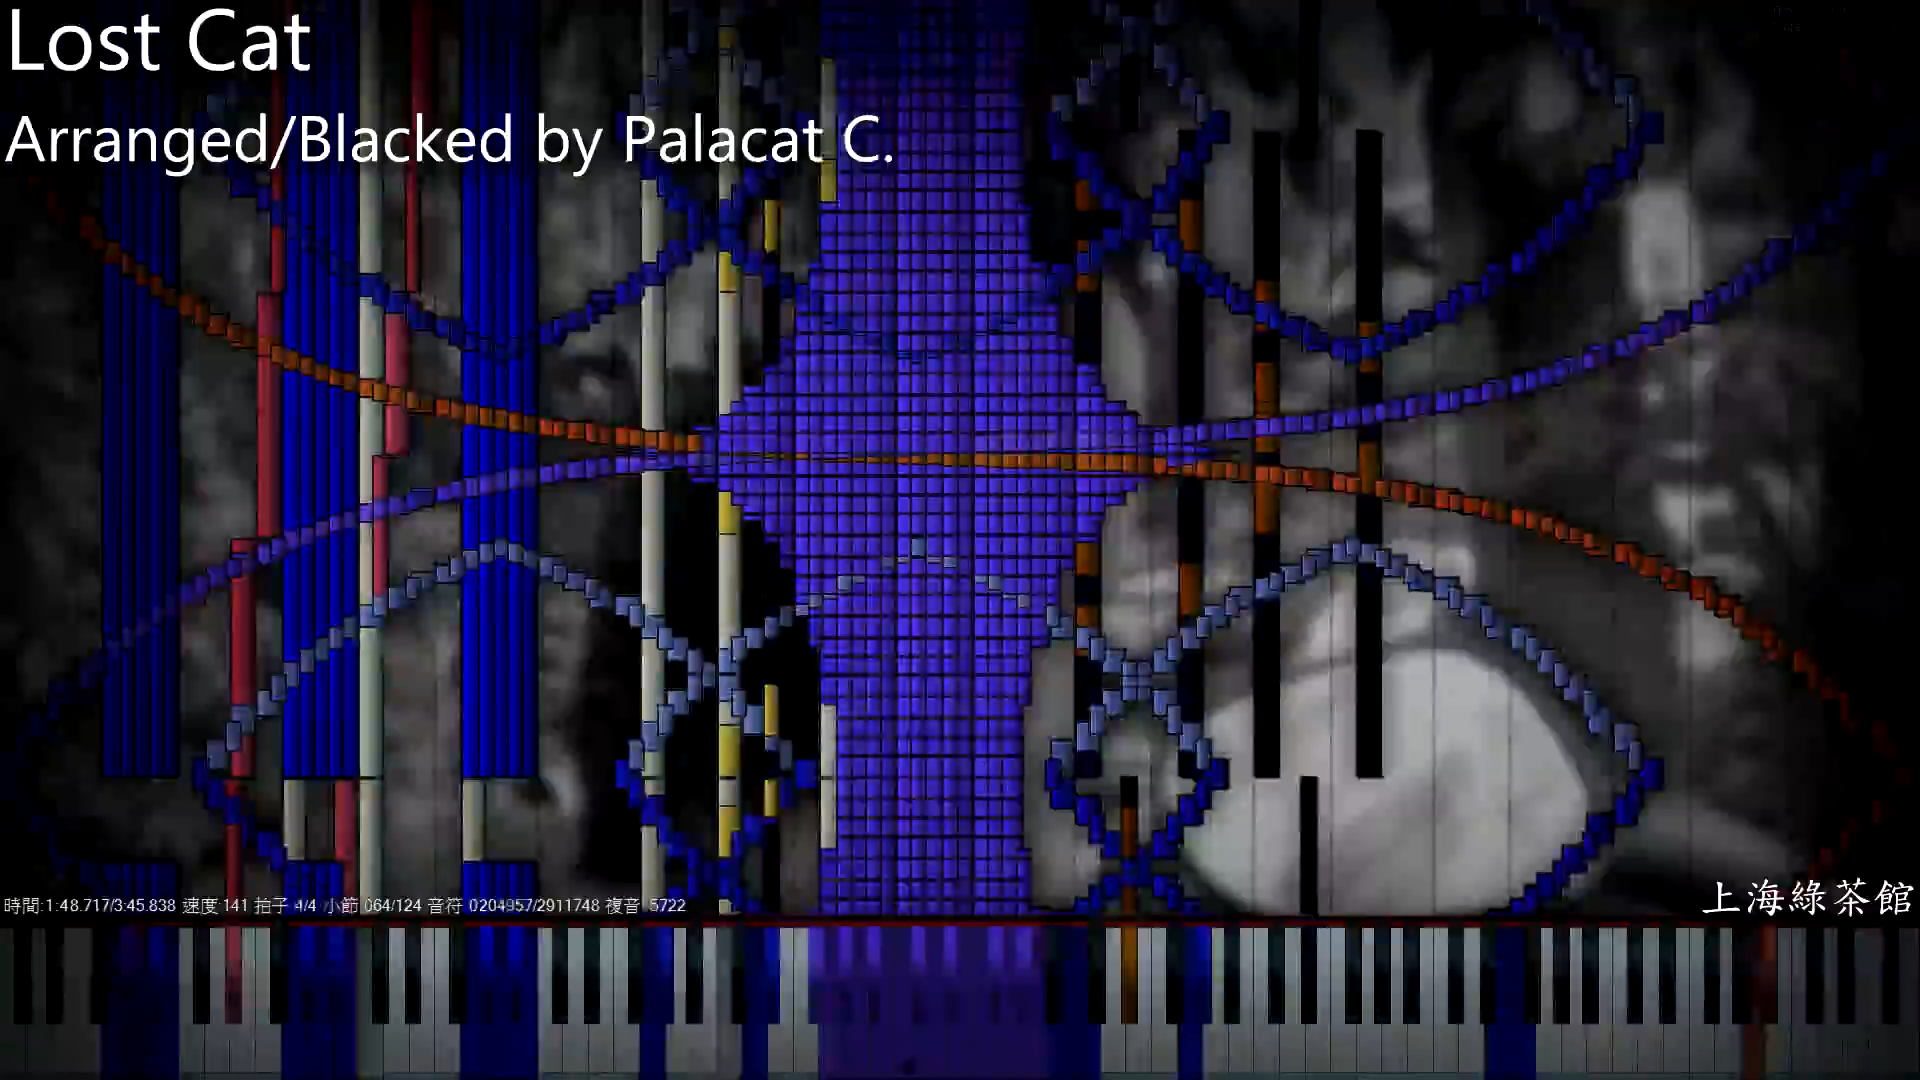 Lost Cat
Arranged/Blacked by Palacat C.
時間:1:48.717/3:45.838 速度 141 拍子 4/4 小節 064/124 音符 0204957/2911748 複音 5722
上海綠茶館